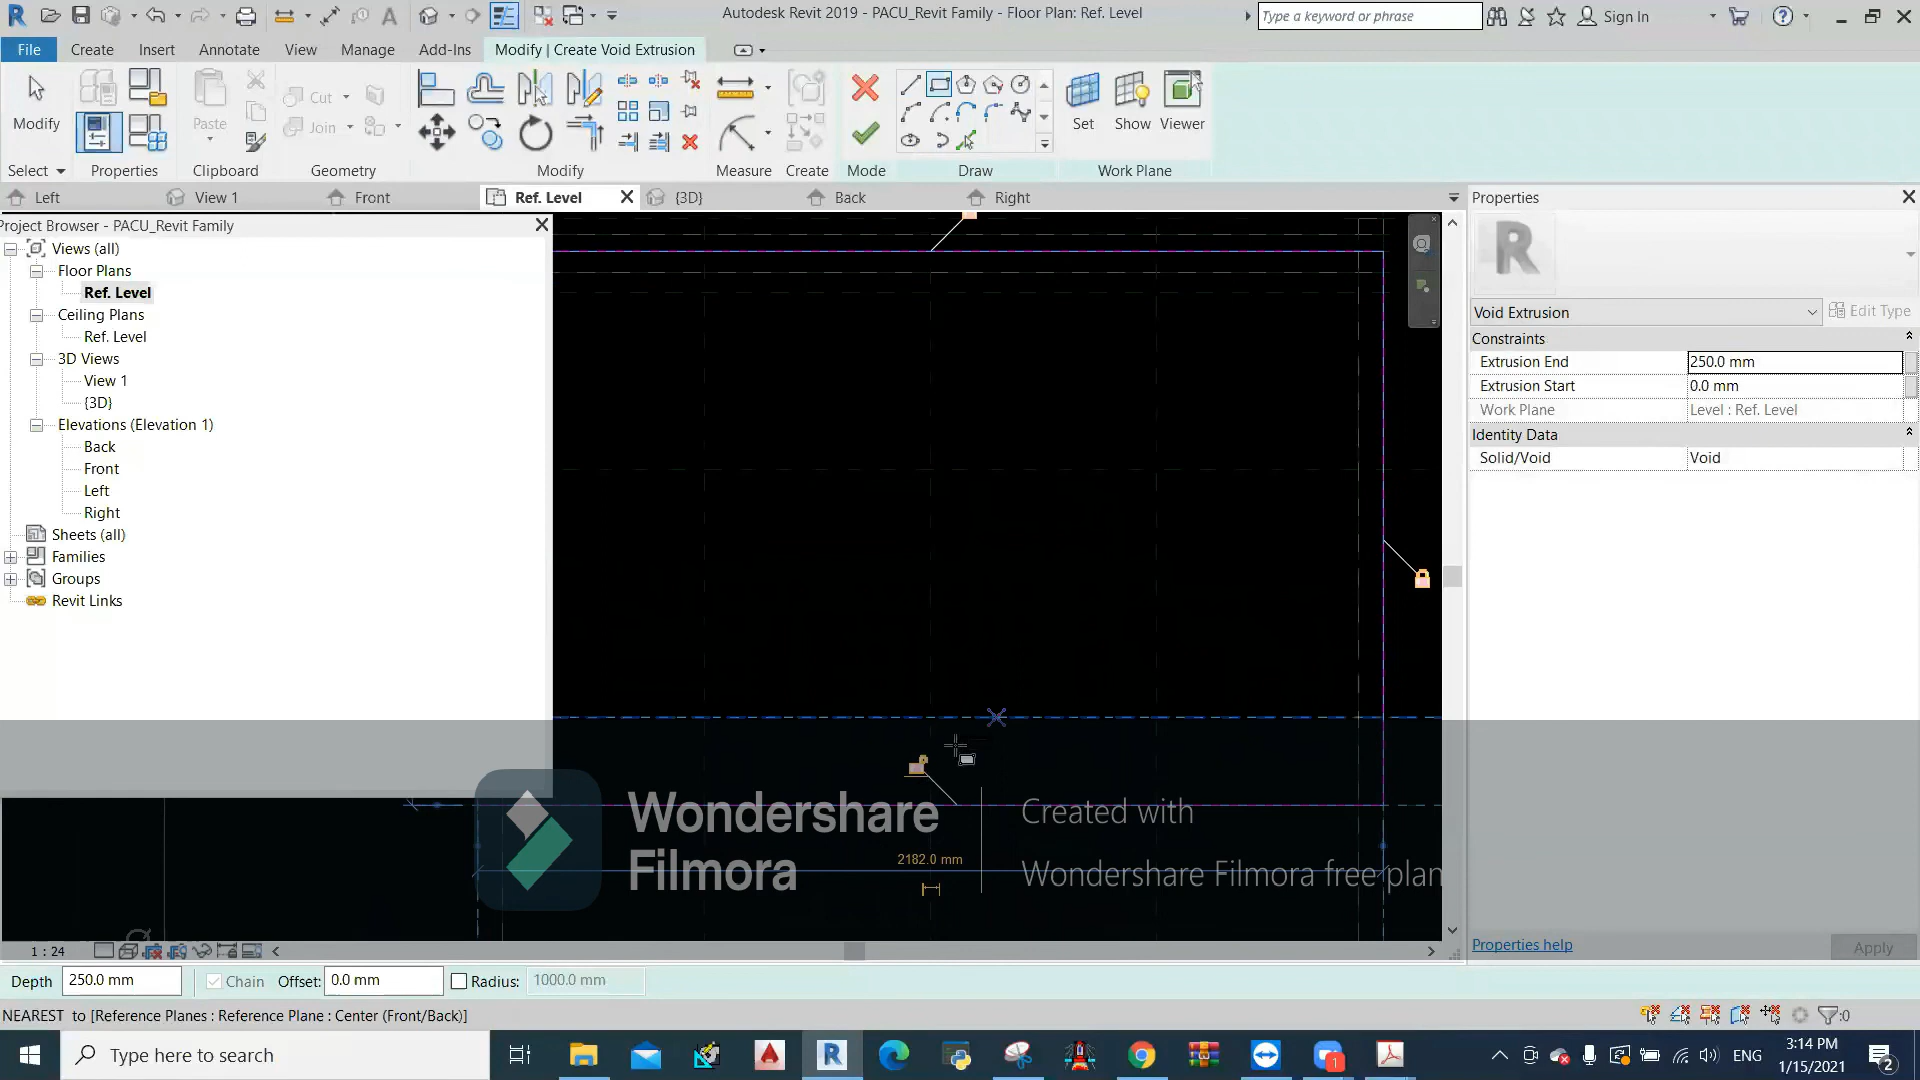 Autodesk Revit 2019 - PACU_Revit Family - Floor Plan: Ref. Level
Type a keyword or phrase
Sign In
File
Create
Insert
Annotate
View
Manage
Add-Ins
Modify | Create Void Extrusion
Modify
Paste
Cut
Join
Set
Show
Viewer
Select
Properties
Clipboard
Geometry
Modify
Measure
Create
Mode
Draw
Work Plane
Left
View 1
Front
Ref. Level
{3D}
Back
Right
Properties
Project Browser - PACU_Revit Family
Views (all)
Floor Plans
Ref. Level
Ceiling Plans
Ref. Level
3D Views
View 1
{3D}
Elevations (Elevation 1)
Back
Front
Left
Right
Sheets (all)
Families
Groups
Revit Links
Void Extrusion
Edit Type
Constraints
Extrusion End 250.0 mm
Extrusion Start 0.0 mm
Work Plane Level : Ref. Level
Identity Data
Solid/Void Void
Wondershare
Filmora
Created with
Wondershare Filmora free plan
2182.0 mm
Properties help
Apply
1 : 24
Depth 250.0 mm Chain Offset: 0.0 mm Radius: 1000.0 mm
NEAREST to [Reference Planes : Reference Plane : Center (Front/Back)]
:0
Type here to search
1
ENG
3:14 PM
1/15/2021
2